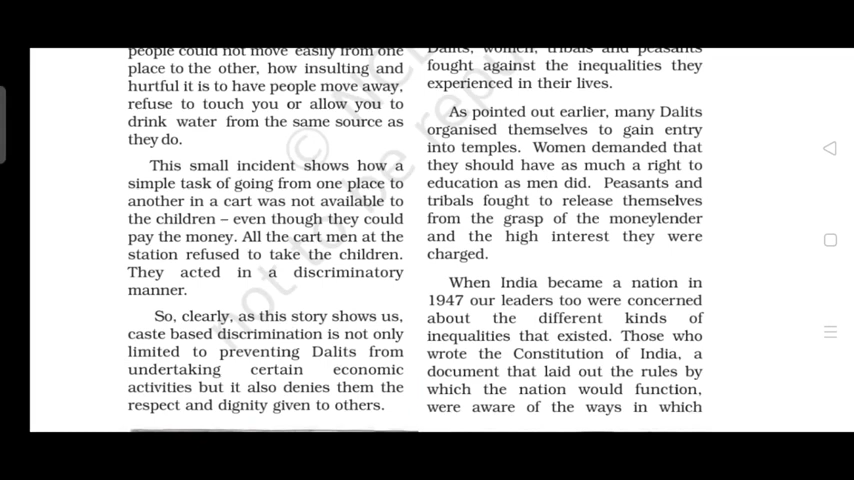 people could not move easily from one
place to the other, how insulting and
hurtful it is to have people move away,
refuse to touch you or allow you to
drink water from the same source as
they do.
This small incident shows how a
simple task of going from one place to
another in a cart was not available to
the children – even though they could
pay the money. All the cart men at the
station refused to take the children.
They acted in a discriminatory
manner.
So, clearly, as this story shows us,
caste based discrimination is not only
limited to preventing Dalits from
undertaking certain economic
activities but it also denies them the
respect and dignity given to others.
Dalits, women, tribals and peasants
fought against the inequalities they
experienced in their lives.
As pointed out earlier, many Dalits
organised themselves to gain entry
into temples. Women demanded that
they should have as much a right to
education as men did. Peasants and
tribals fought to release themselves
from the grasp of the moneylender
and the high interest they were
charged.
When India became a nation in
1947 our leaders too were concerned
about the different kinds of
inequalities that existed. Those who
wrote the Constitution of India, a
document that laid out the rules by
which the nation would function,
were aware of the ways in which
© NC
not to be repu